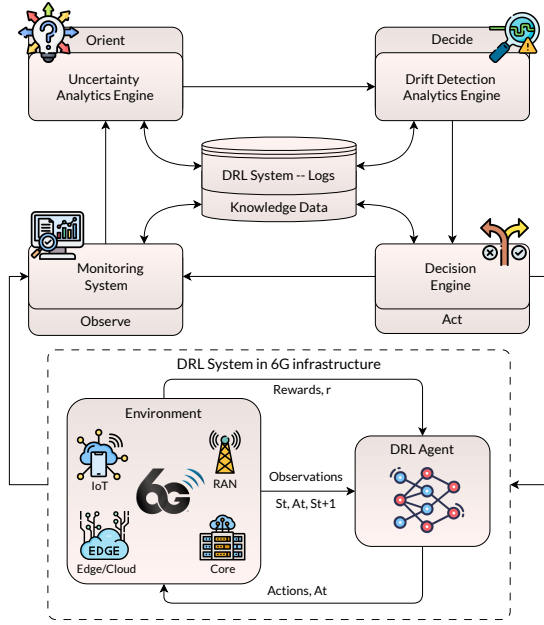 Orient
Decide
Uncertainty
Analytics Engine
Drift Detection
Analytics Engine
DRL System -- Logs
Knowledge Data
Monitoring
System
Decision
Engine
Observe
Act
DRL System in 6G infrastructure
Rewards, r
Environment
DRL Agent
IoT
6G
RAN
Observations
St, At, St+1
EDGE
Edge/Cloud
Core
Actions, At